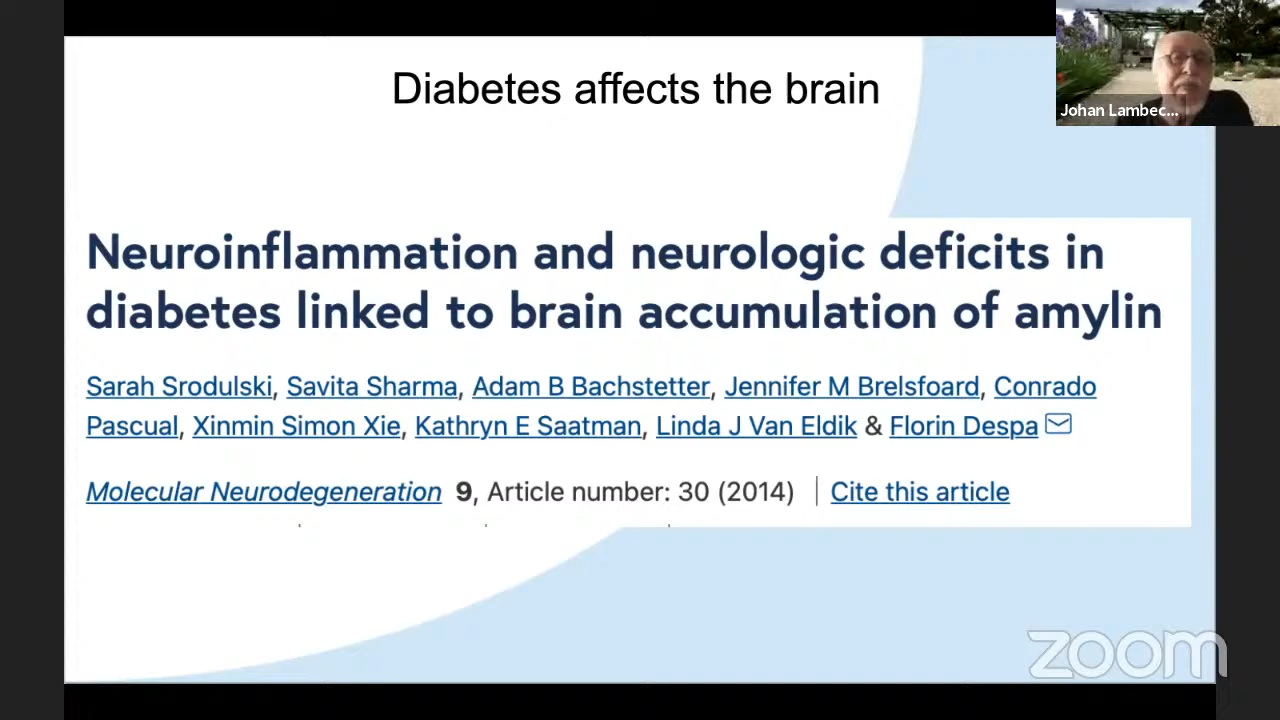 Diabetes affects the brain
Johan Lambec...
Neuroinflammation and neurologic deficits in
diabetes linked to brain accumulation of amylin
Sarah Srodulski, Savita Sharma, Adam B Bachstetter, Jennifer M Brelsfoard, Conrado
Pascual, Xinmin Simon Xie, Kathryn E Saatman, Linda J Van Eldik & Florin Despa
Molecular Neurodegeneration 9, Article number: 30 (2014) | Cite this article
zoom